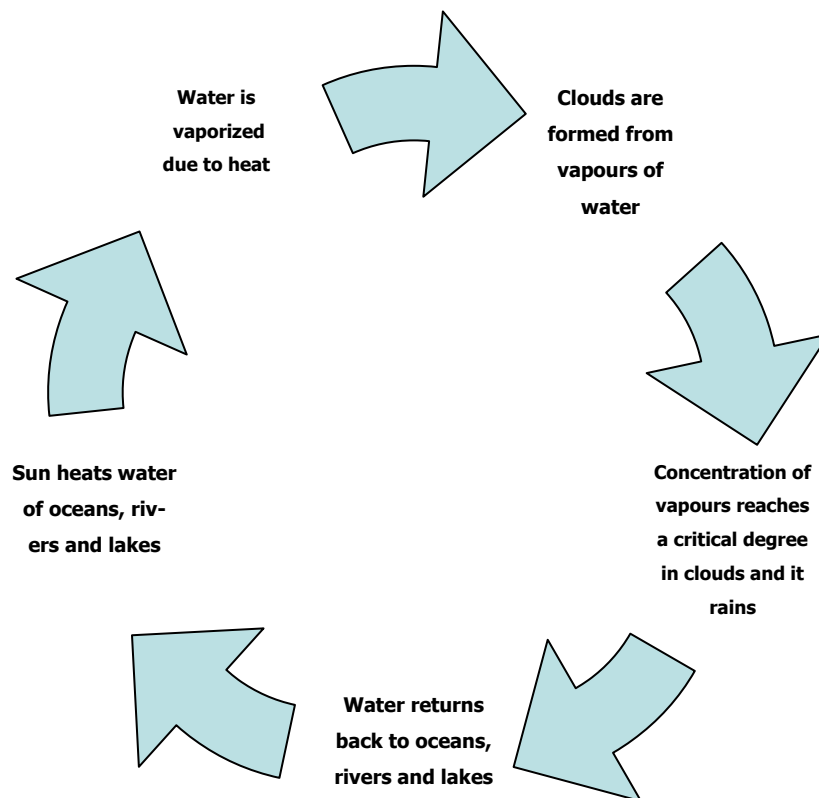 Water is
vaporized
due to heat
Clouds are
formed from
vapours of
water
Concentration of
vapours reaches
a critical degree
in clouds and it
rains
Water returns
back to oceans,
rivers and lakes
Sun heats water
of oceans, riv-
ers and lakes